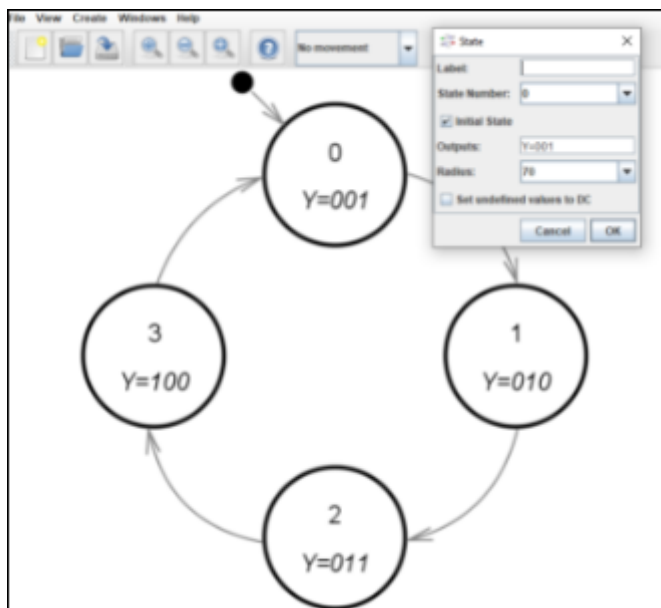 File View Create Windows Help
No movement
State
Label:
State Number: 0
Initial State
Outputs: Y=001
Radius: 70
Set undefined values to DC
Cancel OK
0
Y=001
3
Y=100
1
Y=010
2
Y=011